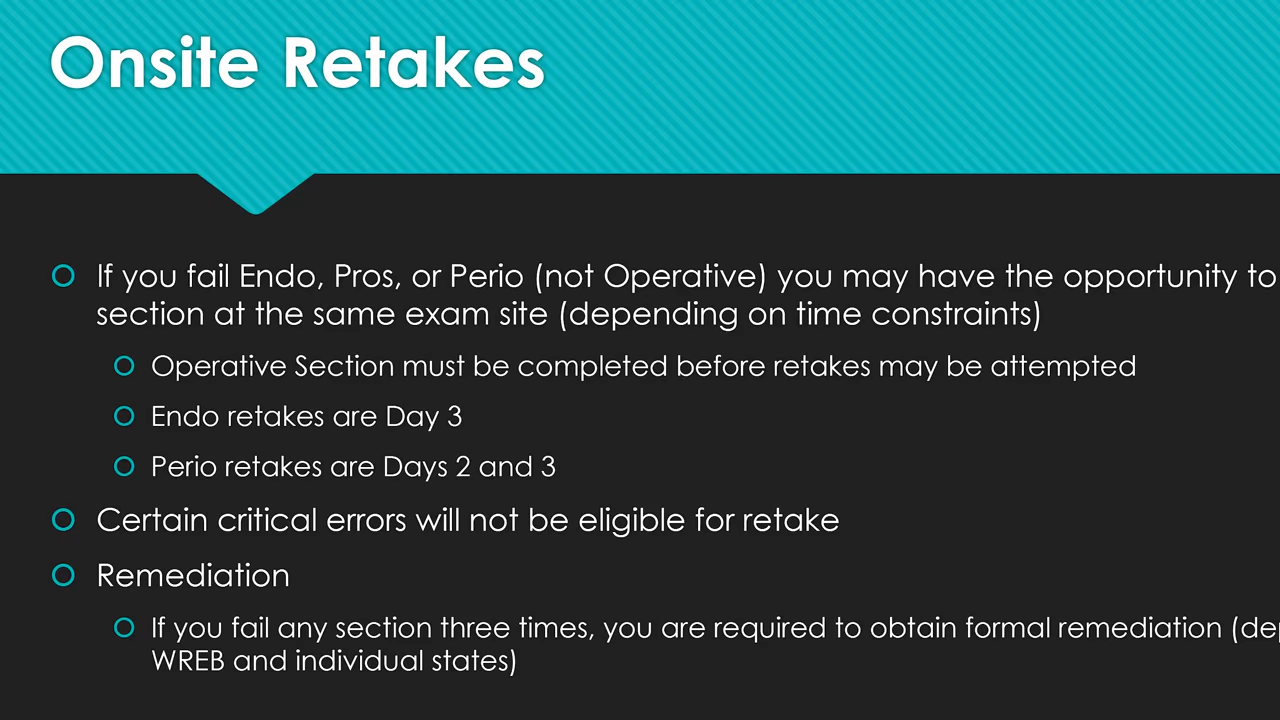 Onsite Retakes
If you fail Endo, Pros, or Perio (not Operative) you may have the opportunity to
section at the same exam site (depending on time constraints)
Operative Section must be completed before retakes may be attempted
Endo retakes are Day 3
Perio retakes are Days 2 and 3
Certain critical errors will not be eligible for retake
Remediation
If you fail any section three times, you are required to obtain formal remediation
WREB and individual states)